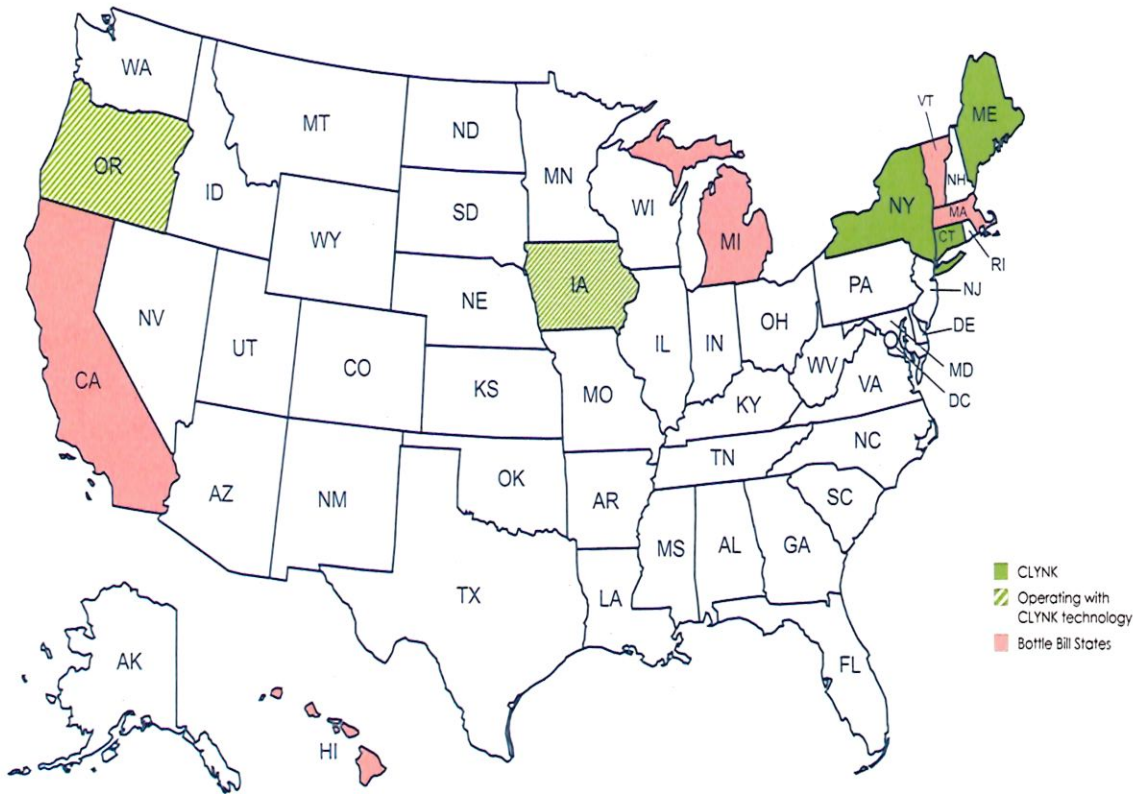 WA
MT
ND
MN
VT
ME
OR
ID
SD
WI
MI
NY
NH
MA
CT
RI
WY
IA
NE
PA
NJ
NV
UT
CO
IL
IN
OH
DE
CA
KS
MO
WV
VA
MD
DC
KY
NC
AZ
NM
OK
AR
TN
SC
MS
AL
GA
TX
LA
CLYNK
Operating with
CLYNK technology
Bottle Bill States
AK
FL
HI